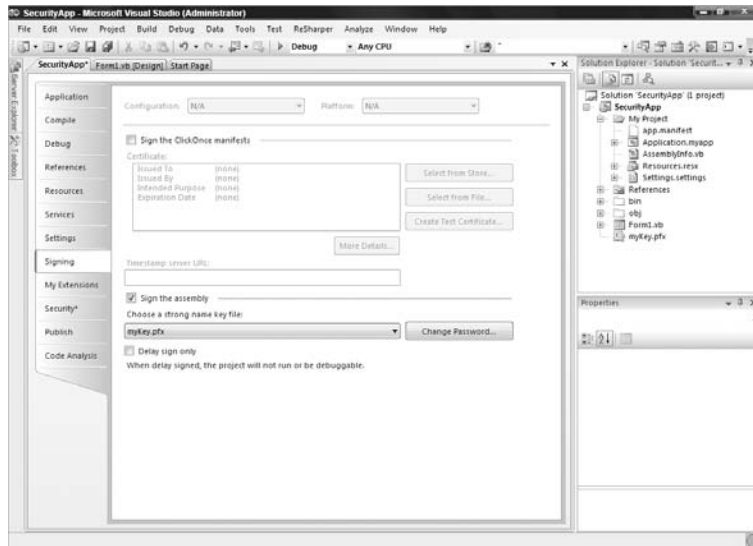 SecurityApp - Microsoft Visual Studio (Administrator)
File Edit View Project Build Debug Data Tools Test ReSharper Analyze Window Help
Debug Any CPU
Server Explorer
Toolbox
SecurityApp* Form1.vb [Design] Start Page
Application
Compile
Debug
References
Resources
Services
Settings
Signing
My Extensions
Security*
Publish
Code Analysis
Configuration: N/A Platform: N/A
Sign the ClickOnce manifests
Certificate:
Issued To (none)
Issued By (none)
Intended Purpose (none)
Expiration Date (none)
Select from Store...
Select from File...
Create Test Certificate...
More Details...
Timestamp server URL:
Sign the assembly
Choose a strong name key file:
myKey.pfx Change Password...
Delay sign only
When delay signed, the project will not run or be debuggable.
Solution Explorer - Solution 'Securit...
Solution 'SecurityApp' (1 project)
SecurityApp
My Project
app.manifest
Application.myapp
AssemblyInfo.vb
Resources.resx
Settings.settings
References
bin
obj
Form1.vb
myKey.pfx
Properties